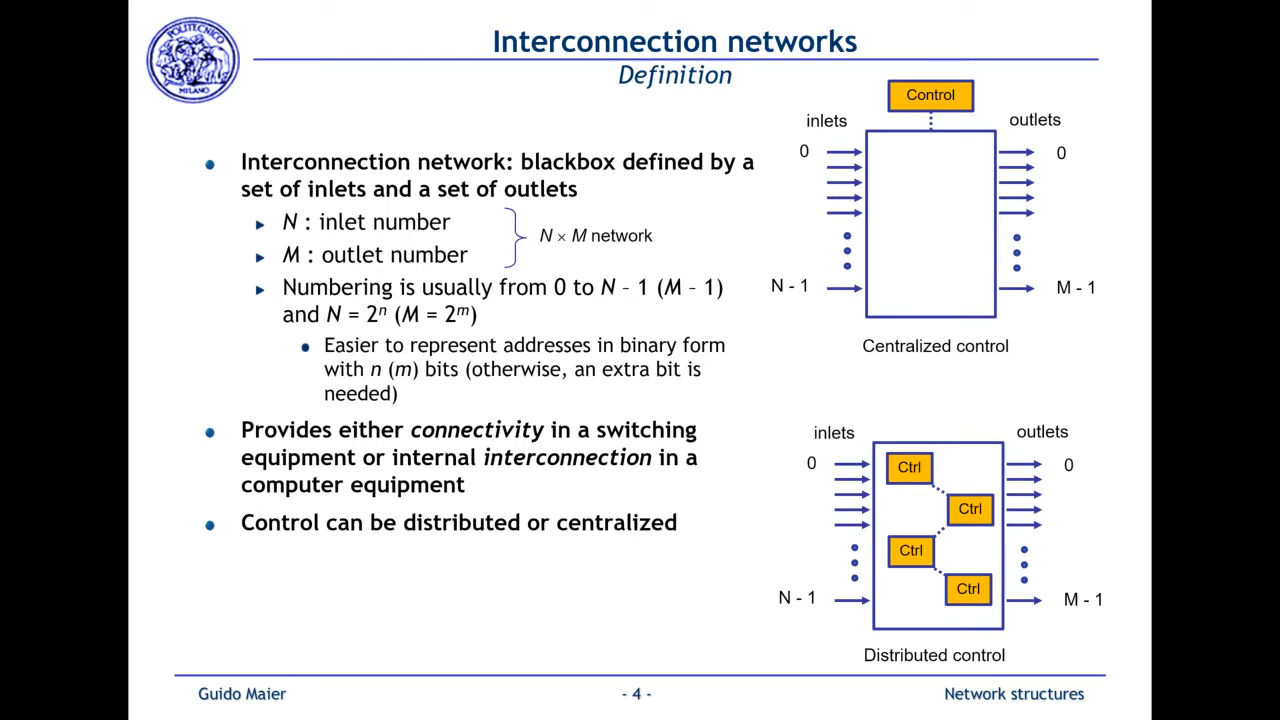 POLITECNICO
MILANO
Interconnection networks
Definition
Interconnection network: blackbox defined by a
set of inlets and a set of outlets
N : inlet number
M : outlet number
N × M network
Numbering is usually from 0 to N – 1 (M – 1)
and N = 2ⁿ (M = 2ᵐ)
Easier to represent addresses in binary form
with n (m) bits (otherwise, an extra bit is
needed)
Provides either connectivity in a switching
equipment or internal interconnection in a
computer equipment
Control can be distributed or centralized
Control
inlets
outlets
0
0
N - 1
M - 1
Centralized control
inlets
outlets
0
0
Ctrl
Ctrl
Ctrl
Ctrl
N - 1
M - 1
Distributed control
Guido Maier
- 4 -
Network structures